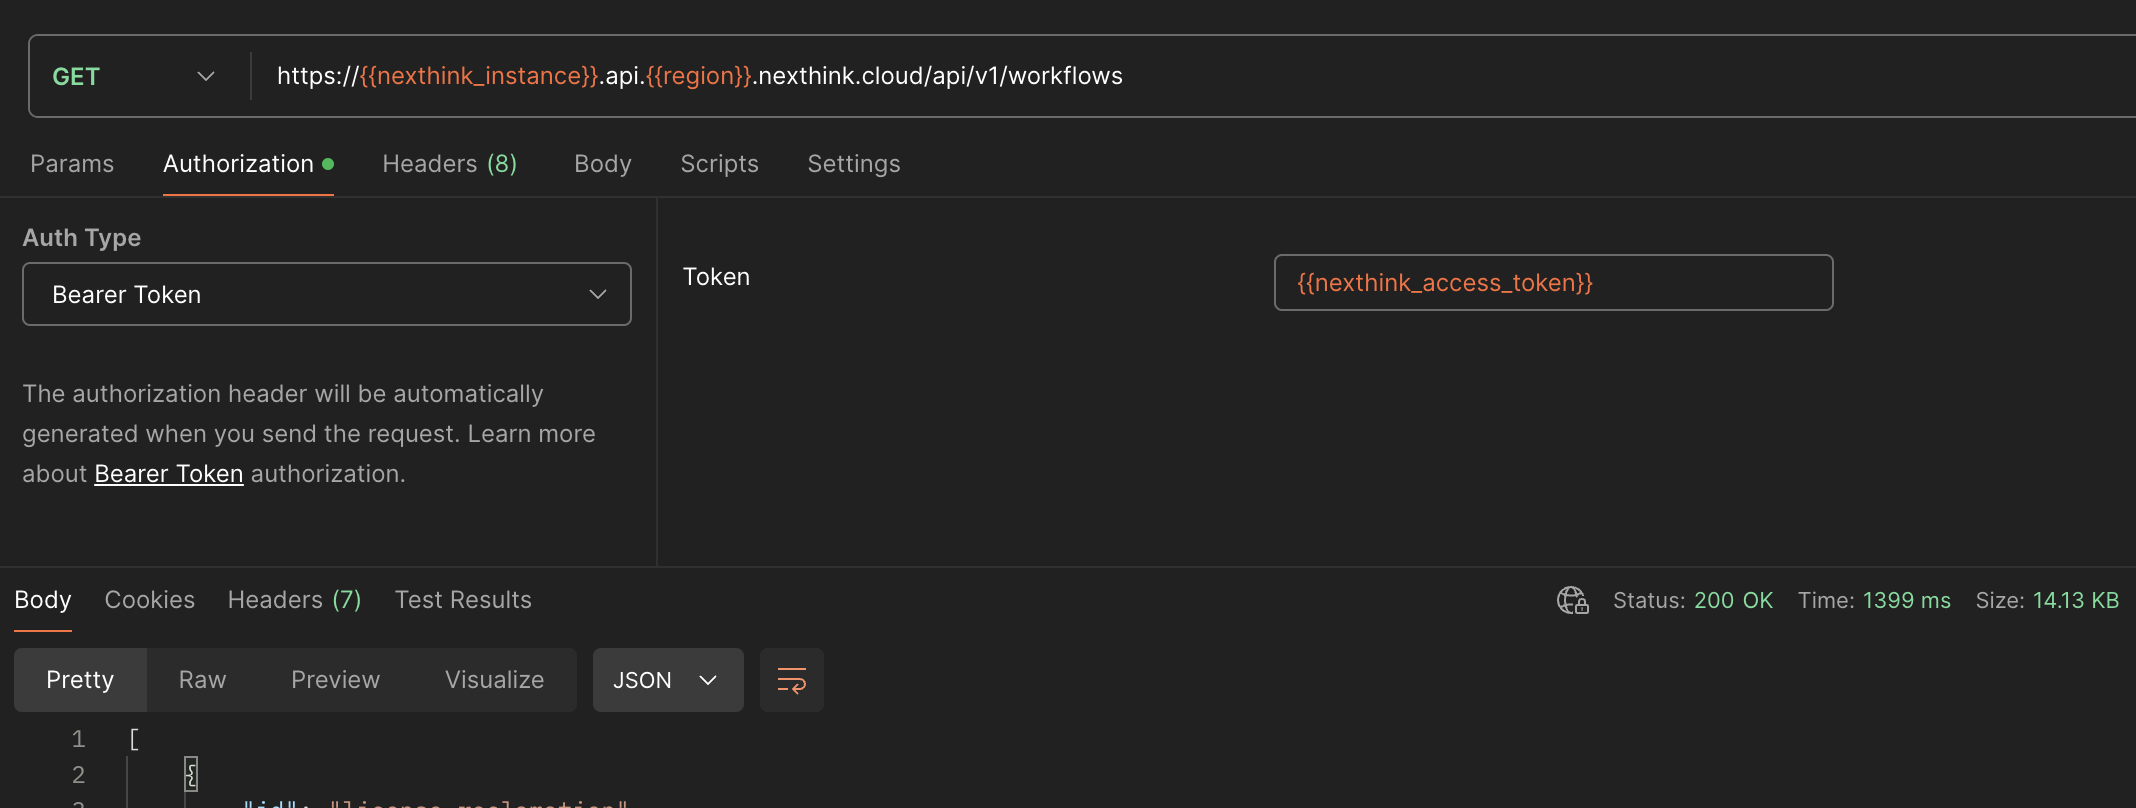 GET https://{{nexthink_instance}}.api.{{region}}.nexthink.cloud/api/v1/workflows
Params Authorization Headers (8) Body Scripts Settings
Auth Type
Bearer Token
The authorization header will be automatically
generated when you send the request. Learn more
about Bearer Token authorization.
Token {{nexthink_access_token}}
Body Cookies Headers (7) Test Results Status: 200 OK Time: 1399 ms Size: 14.13 KB
Pretty Raw Preview Visualize JSON
1 [
2 {
3 "id": "license_reclamation"